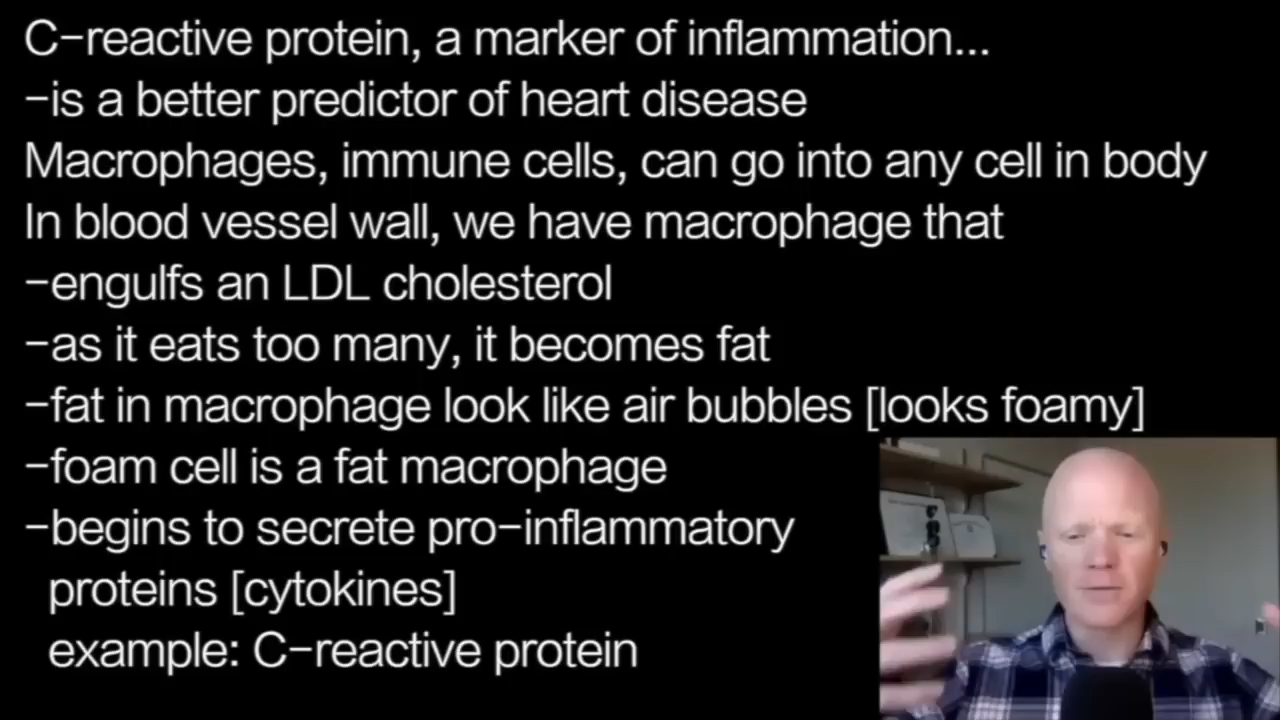 C-reactive protein, a marker of inflammation...
-is a better predictor of heart disease
Macrophages, immune cells, can go into any cell in body
In blood vessel wall, we have macrophage that
-engulfs an LDL cholesterol
-as it eats too many, it becomes fat
-fat in macrophage look like air bubbles [looks foamy]
-foam cell is a fat macrophage
-begins to secrete pro-inflammatory
proteins [cytokines]
example: C-reactive protein